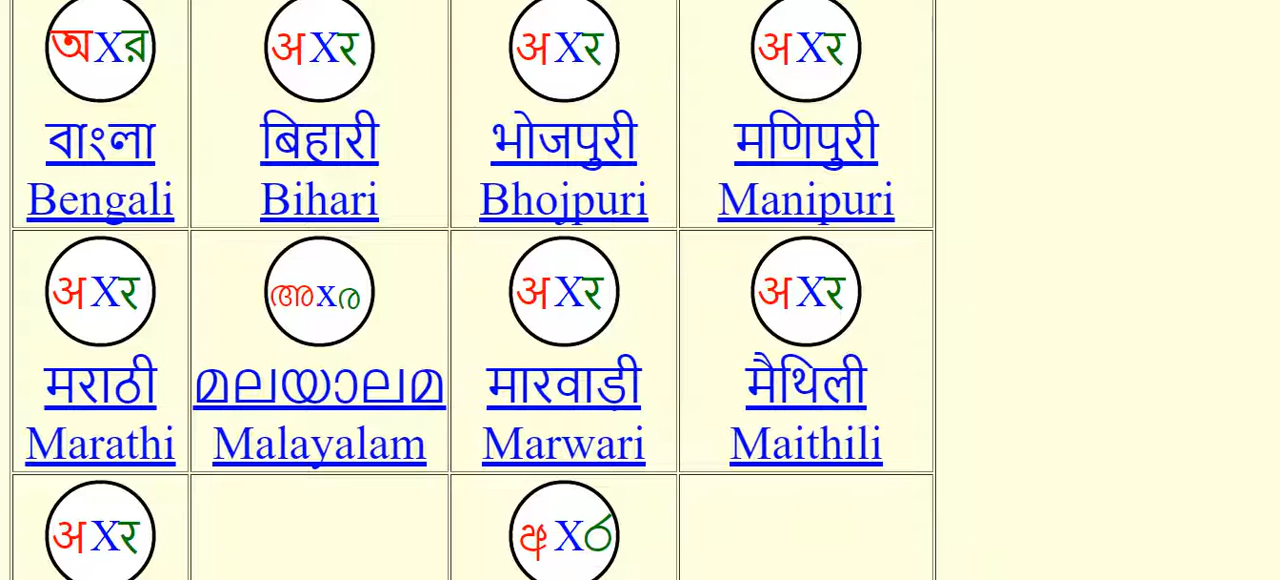 অXর
अXर
अXर
अXर
বাংলা
बिहारी
भोजपुरी
मणिपुरी
Bengali
Bihari
Bhojpuri
Manipuri
अXर
അxര
अXर
अXर
मराठी
മലയാലമ
मारवाड़ी
मैथिली
Marathi
Malayalam
Marwari
Maithili
अXर